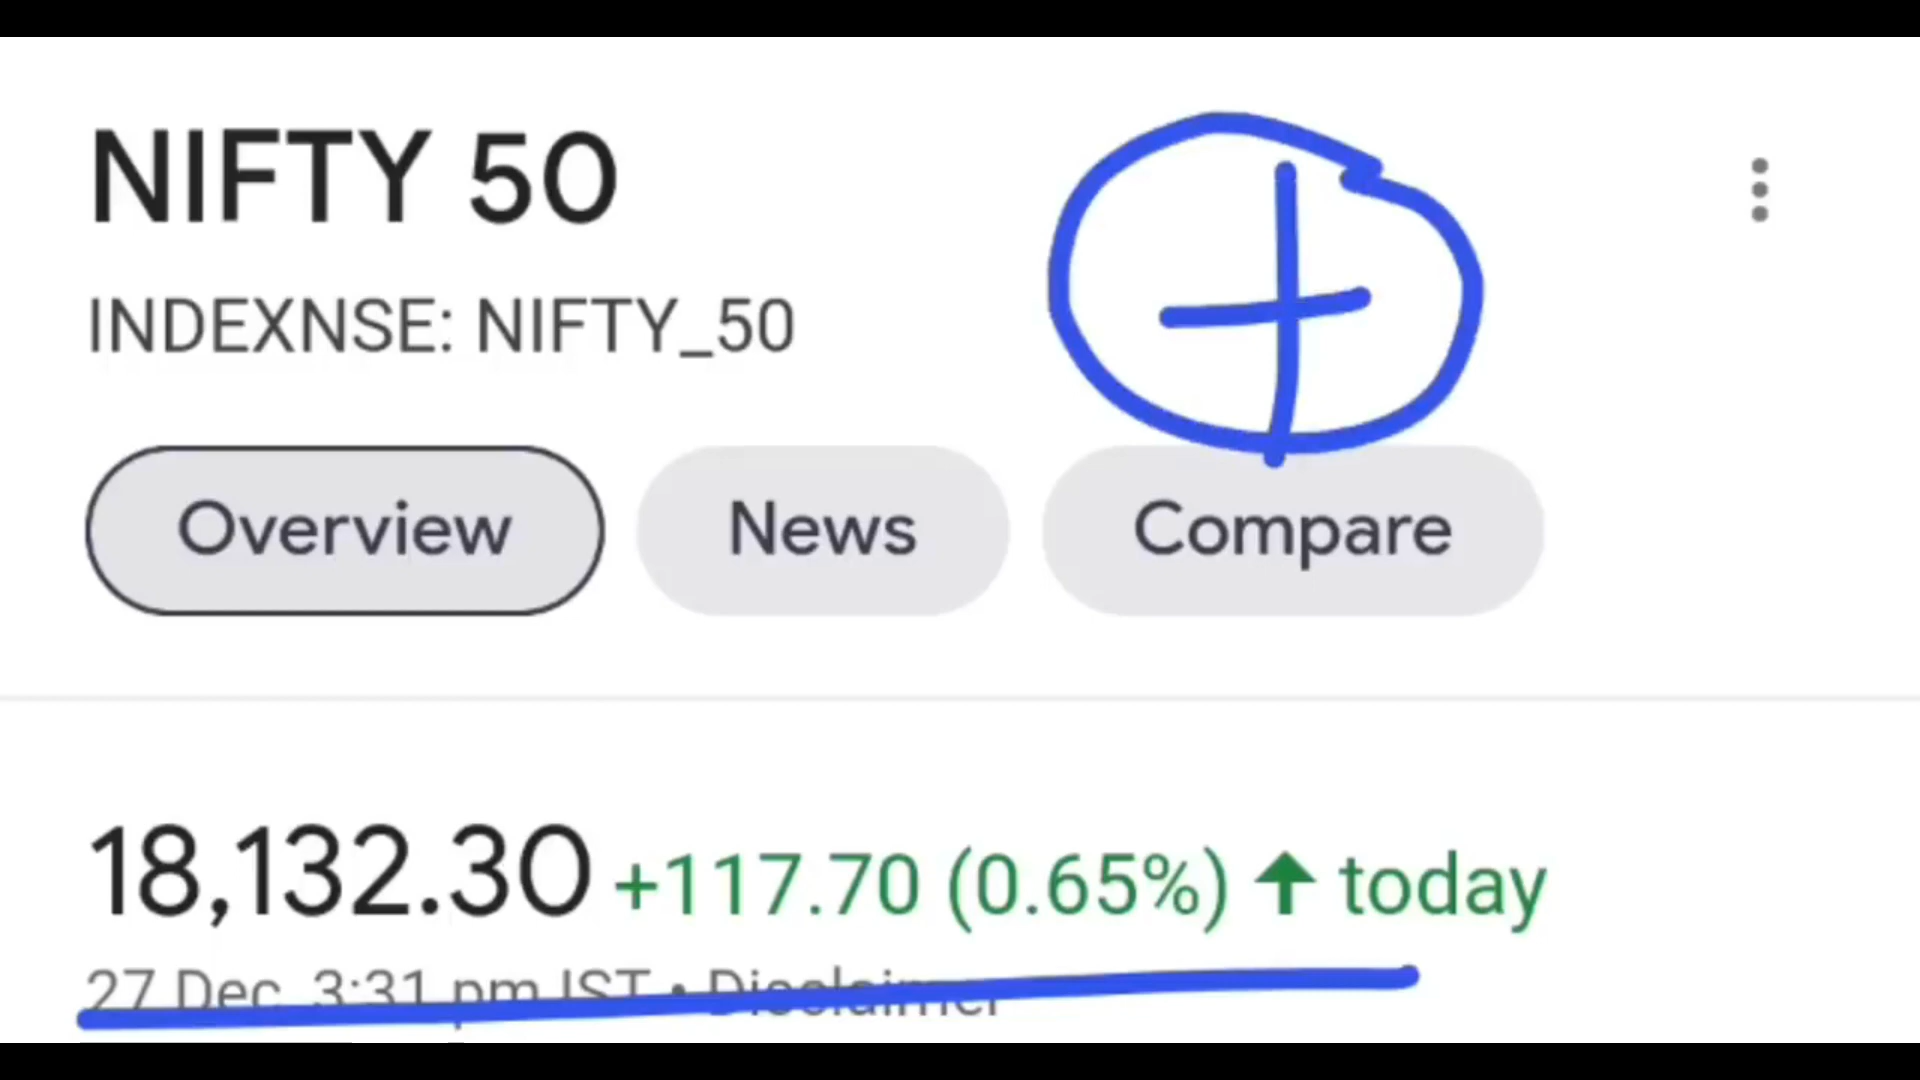 NIFTY 50
INDEXNSE: NIFTY_50
Overview News Compare
18,132.30 +117.70 (0.65%) ↑ today
27 Dec, 3:31 pm IST • Disclaimer